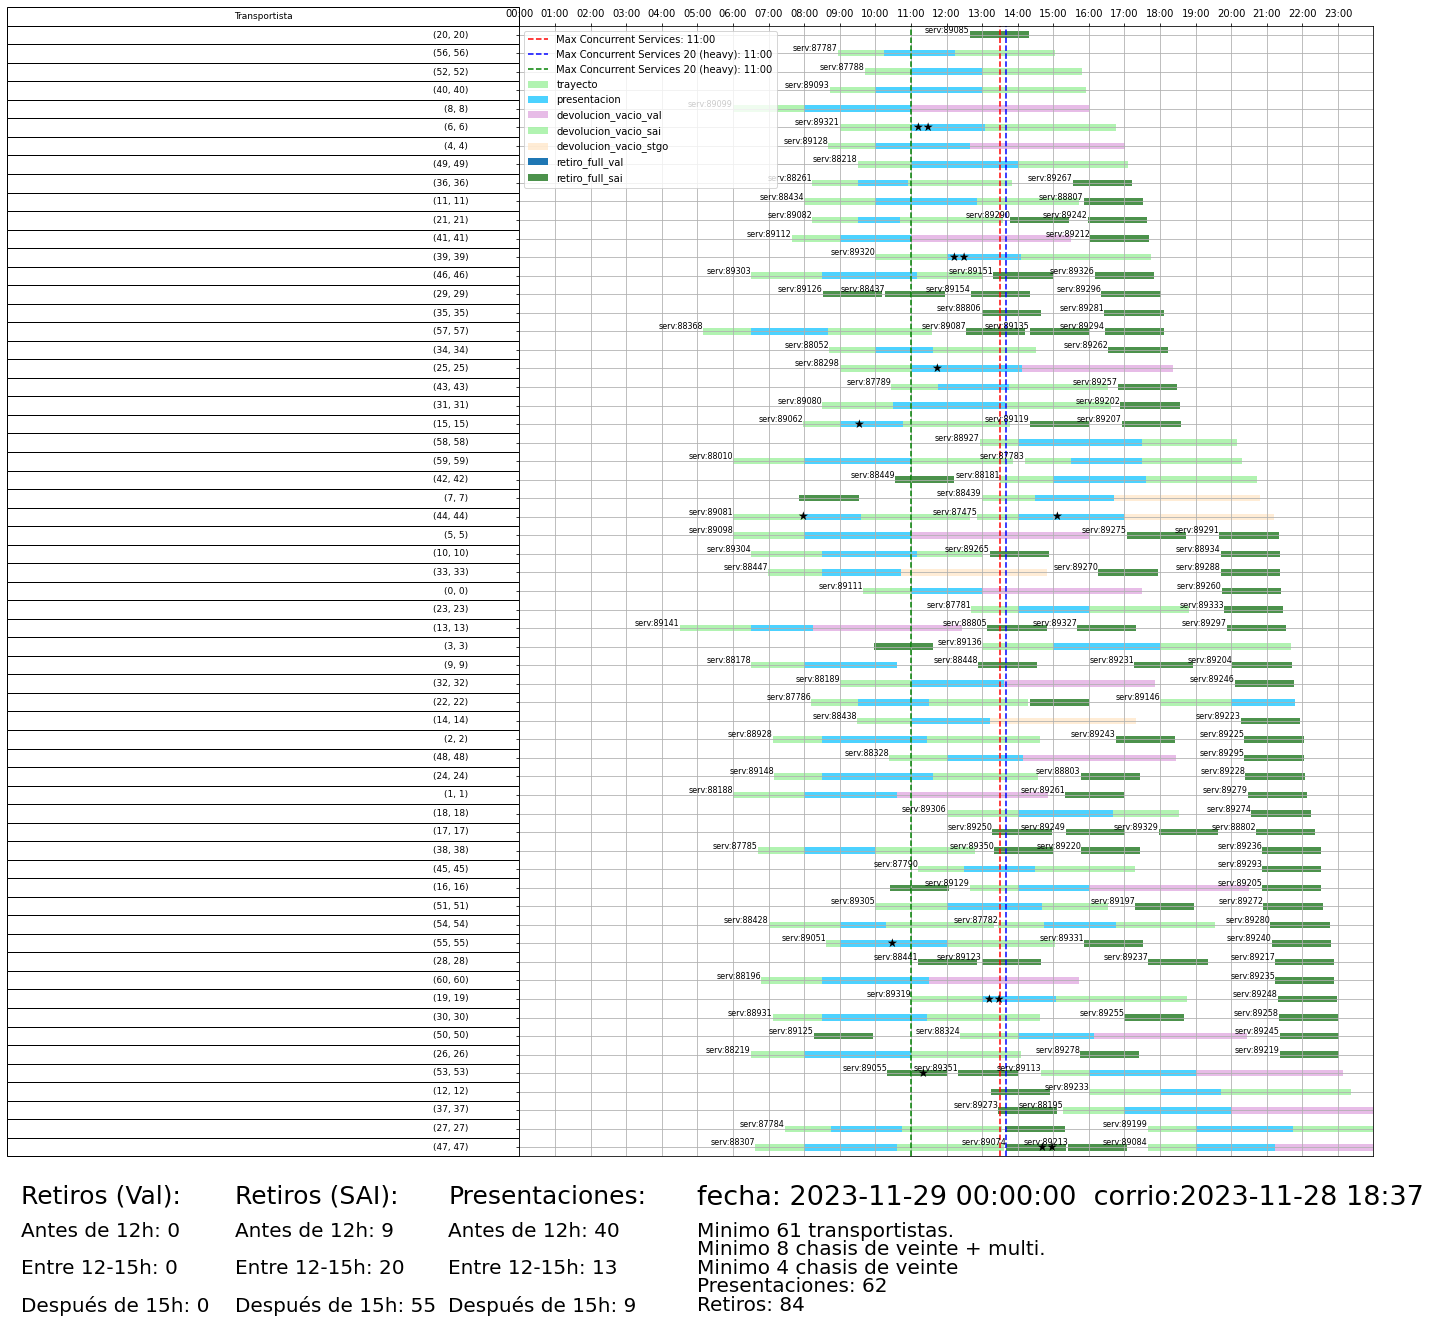 Transportista
00:00 01:00 02:00 03:00 04:00 05:00 06:00 07:00 08:00 09:00 10:00 11:00 12:00 13:00 14:00 15:00 16:00 17:00 18:00 19:00 20:00 21:00 22:00 23:00
Max Concurrent Services: 11:00
Max Concurrent Services 20 (heavy): 11:00
Max Concurrent Services 20 (heavy): 11:00
trayecto
presentacion
devolucion_vacio_val
devolucion_vacio_sai
devolucion_vacio_stgo
retiro_full_val
retiro_full_sai
(20, 20) serv:89085
(56, 56) serv:87787
(52, 52) serv:87788
(40, 40) serv:89093
(8, 8) serv:89099
(6, 6) serv:89321
(4, 4) serv:89128
(49, 49) serv:88218
(36, 36) serv:88261 serv:89267
(11, 11) serv:88434 serv:88807
(21, 21) serv:89082 serv:89290 serv:89242
(41, 41) serv:89112 serv:89212
(39, 39) serv:89320
(46, 46) serv:89303 serv:89151 serv:89326
(29, 29) serv:89126 serv:88437 serv:89154 serv:89296
(35, 35) serv:88806 serv:89281
(57, 57) serv:88368 serv:89087 serv:89135 serv:89294
(34, 34) serv:88052 serv:89262
(25, 25) serv:88298
(43, 43) serv:87789 serv:89257
(31, 31) serv:89080 serv:89202
(15, 15) serv:89062 serv:89119 serv:89207
(58, 58) serv:88927
(59, 59) serv:88010 serv:87783
(42, 42) serv:88449 serv:88181
(7, 7) serv:88439
(44, 44) serv:89081 serv:87475
(5, 5) serv:89098 serv:89275 serv:89291
(10, 10) serv:89304 serv:89265 serv:88934
(33, 33) serv:88447 serv:89270 serv:89288
(0, 0) serv:89111 serv:89260
(23, 23) serv:87781 serv:89333
(13, 13) serv:89141 serv:88805 serv:89327 serv:89297
(3, 3) serv:89136
(9, 9) serv:88178 serv:88448 serv:89231 serv:89204
(32, 32) serv:88189 serv:89246
(22, 22) serv:87786 serv:89146
(14, 14) serv:88438 serv:89223
(2, 2) serv:88928 serv:89243 serv:89225
(48, 48) serv:88328 serv:89295
(24, 24) serv:89148 serv:88803 serv:89228
(1, 1) serv:88188 serv:89261 serv:89279
(18, 18) serv:89306 serv:89274
(17, 17) serv:89250 serv:89249 serv:89329 serv:88802
(38, 38) serv:87785 serv:89350 serv:89220 serv:89236
(45, 45) serv:87790 serv:89293
(16, 16) serv:89129 serv:89205
(51, 51) serv:89305 serv:89197 serv:89272
(54, 54) serv:88428 serv:87782 serv:89280
(55, 55) serv:89051 serv:89331 serv:89240
(28, 28) serv:88441 serv:89123 serv:89237 serv:89217
(60, 60) serv:88196 serv:89235
(19, 19) serv:89319 serv:89248
(30, 30) serv:88931 serv:89255 serv:89258
(50, 50) serv:89125 serv:88324 serv:89245
(26, 26) serv:88219 serv:89278 serv:89219
(53, 53) serv:89055 serv:89351 serv:89113
(12, 12) serv:89233
(37, 37) serv:89273 serv:88195
(27, 27) serv:87784 serv:89199
(47, 47) serv:88307 serv:89074 serv:89213 serv:89084
Retiros (Val): Retiros (SAI): Presentaciones: fecha: 2023-11-29 00:00:00 corrio:2023-11-28 18:37
Antes de 12h: 0 Antes de 12h: 9 Antes de 12h: 40 Minimo 61 transportistas.
Minimo 8 chasis de veinte + multi.
Entre 12-15h: 0 Entre 12-15h: 20 Entre 12-15h: 13 Minimo 4 chasis de veinte
Presentaciones: 62
Después de 15h: 0 Después de 15h: 55 Después de 15h: 9 Retiros: 84